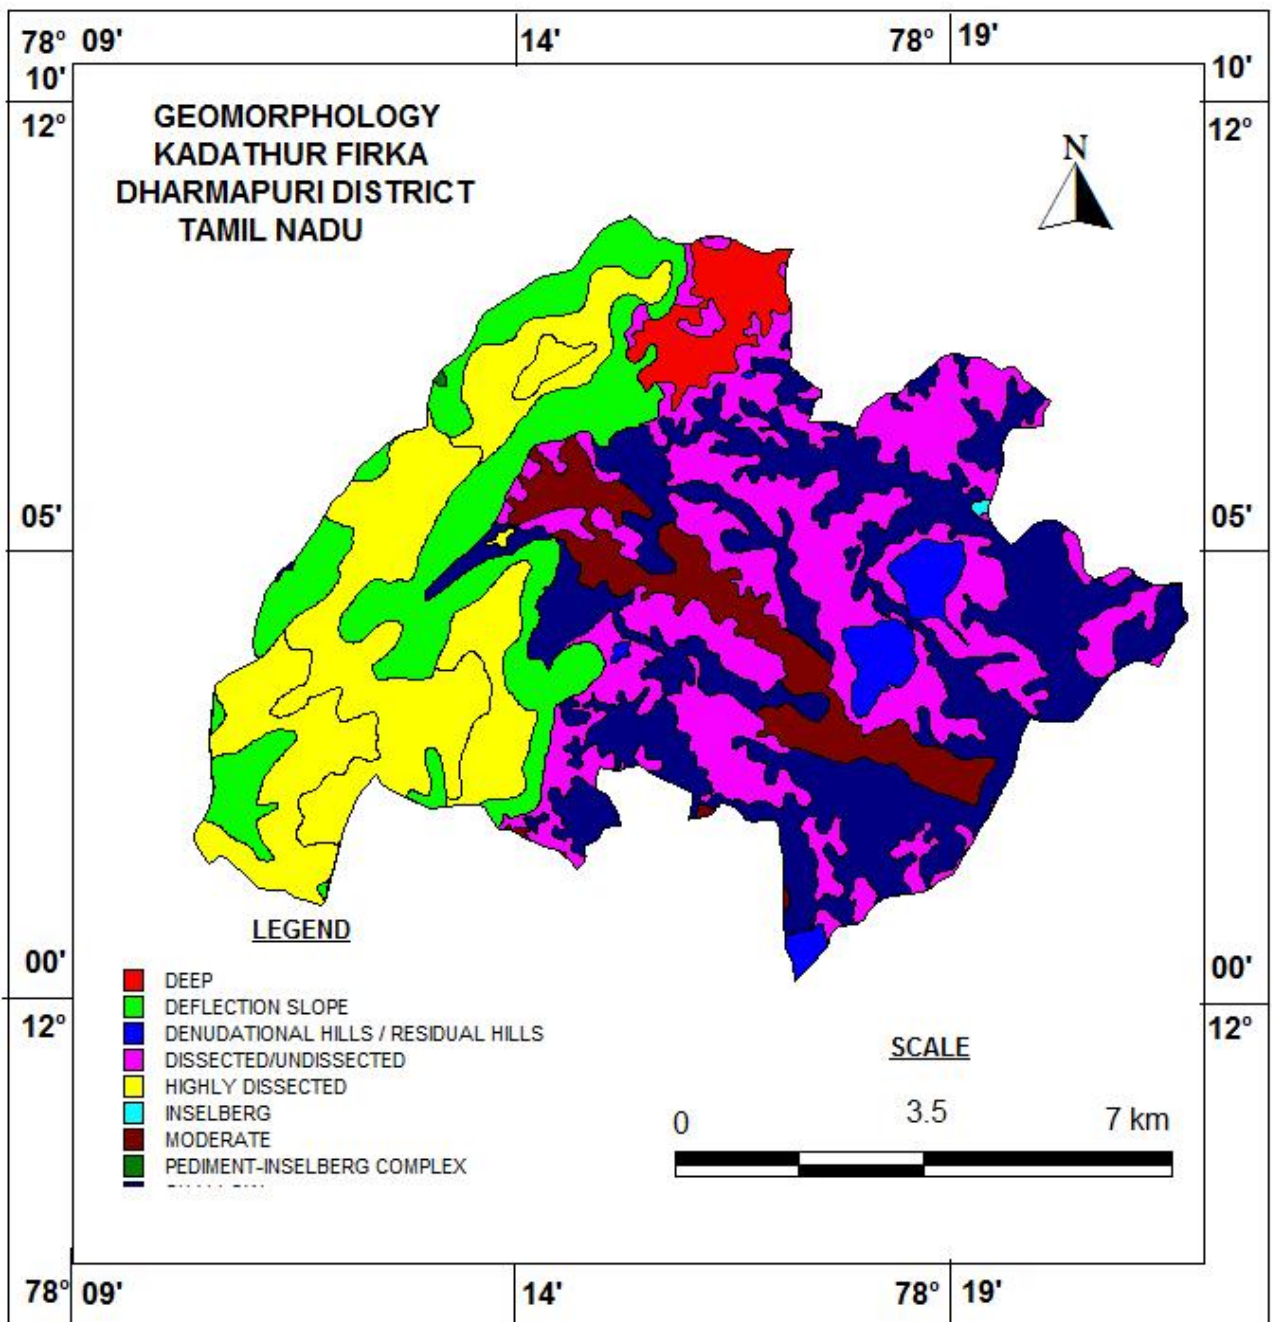 78° 09' 14' 78° 19'
10' 10'
12° 12°
GEOMORPHOLOGY
KADATHUR FIRKA
DHARMAPURI DISTRICT
TAMIL NADU
N
05' 05'
LEGEND
00' 00'
12° 12°
DEEP
DEFLECTION SLOPE
DENUDATIONAL HILLS / RESIDUAL HILLS
DISSECTED/UNDISSECTED
HIGHLY DISSECTED
INSELBERG
MODERATE
PEDIMENT-INSELBERG COMPLEX
SCALE
0 3.5 7 km
78° 09' 14' 78° 19'